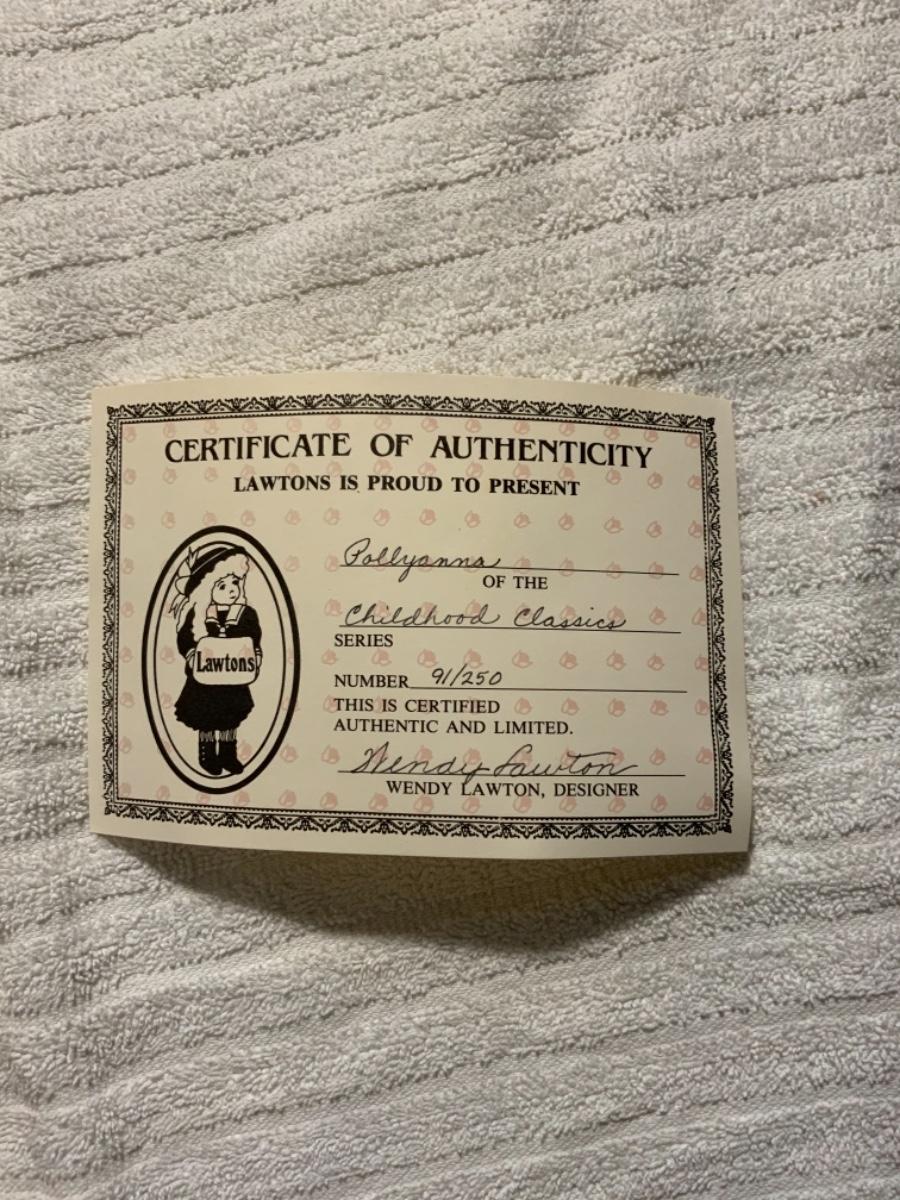 CERTIFICATE OF AUTHENTICITY
LAWTONS IS PROUD TO PRESENT
Pollyanna
OF THE
Childhood Classics
SERIES
Lawtons
NUMBER 91/250
THIS IS CERTIFIED
AUTHENTIC AND LIMITED.
Wendy Lawton
WENDY LAWTON, DESIGNER